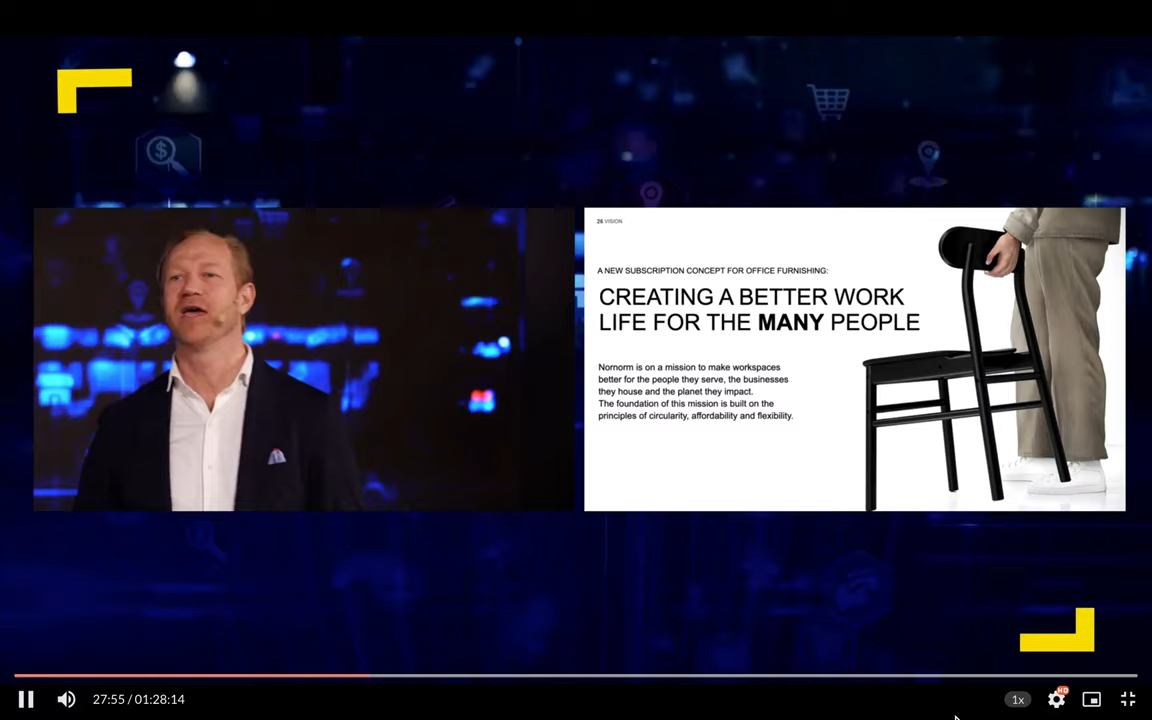 $
26 VISION
A NEW SUBSCRIPTION CONCEPT FOR OFFICE FURNISHING:
CREATING A BETTER WORK
LIFE FOR THE MANY PEOPLE
Nornorm is on a mission to make workspaces
better for the people they serve, the businesses
they house and the planet they impact.
The foundation of this mission is built on the
principles of circularity, affordability and flexibility.
27:55 / 01:28:14
1x
HD